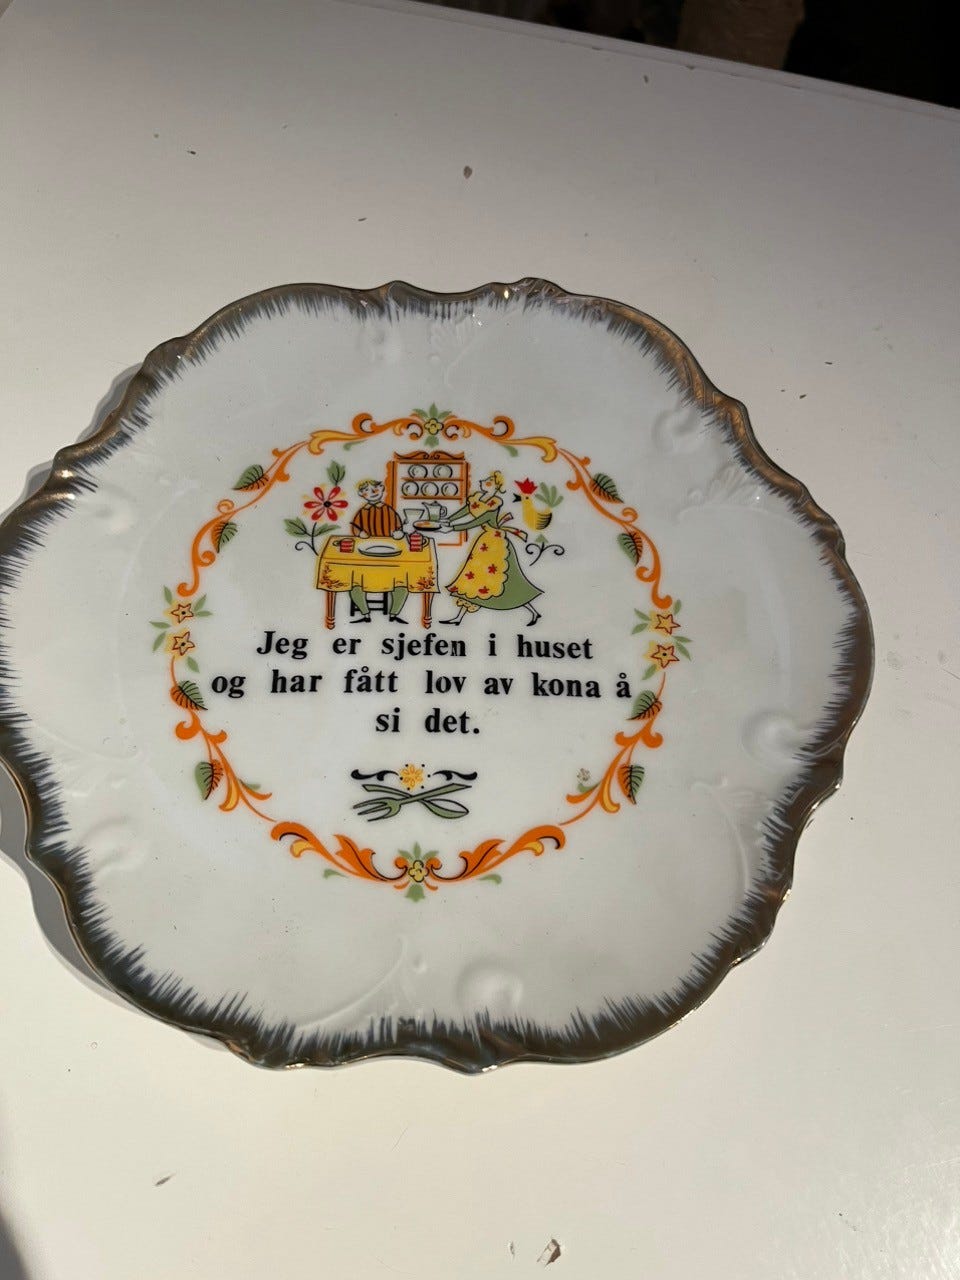 Jeg er sjefen i huset
og har fått lov av kona å
si det.